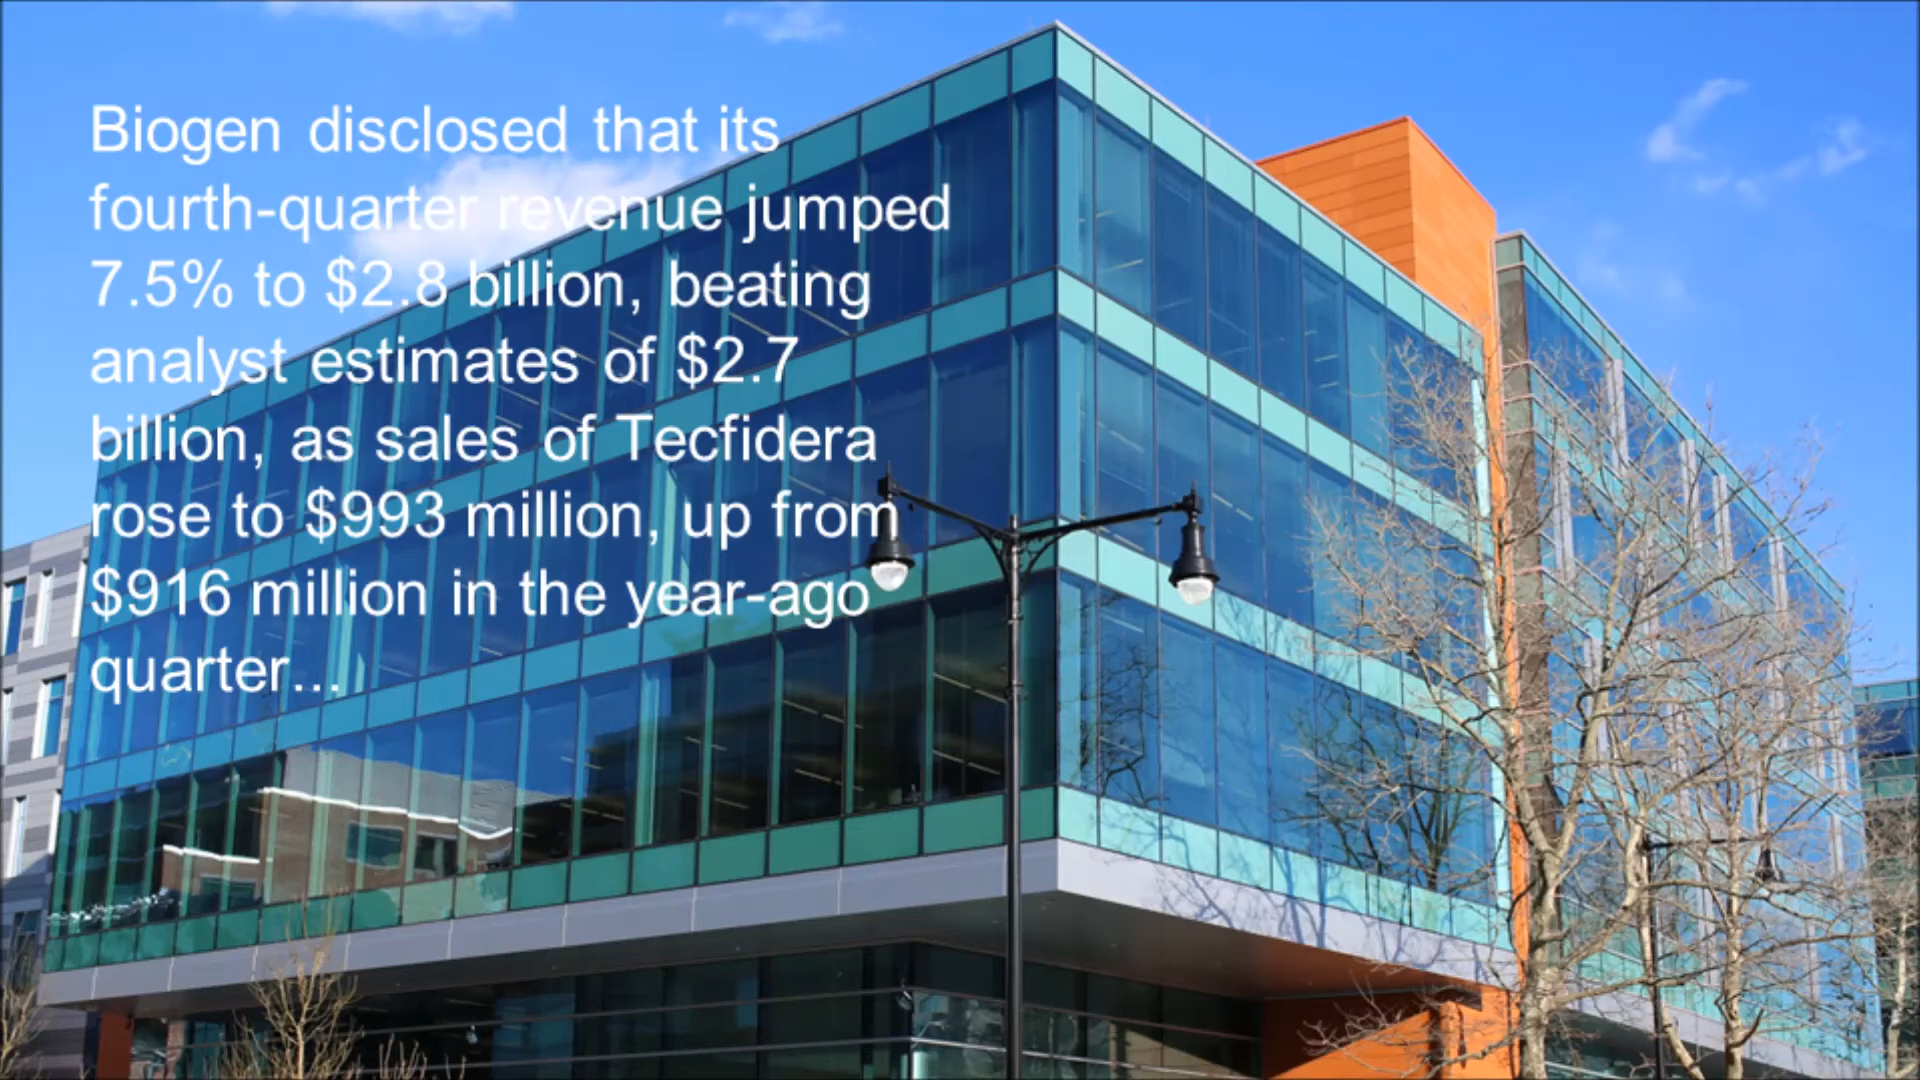 Biogen disclosed that its
fourth-quarter revenue jumped
7.5% to $2.8 billion, beating
analyst estimates of $2.7
billion, as sales of Tecfidera
rose to $993 million, up from
$916 million in the year-ago
quarter...